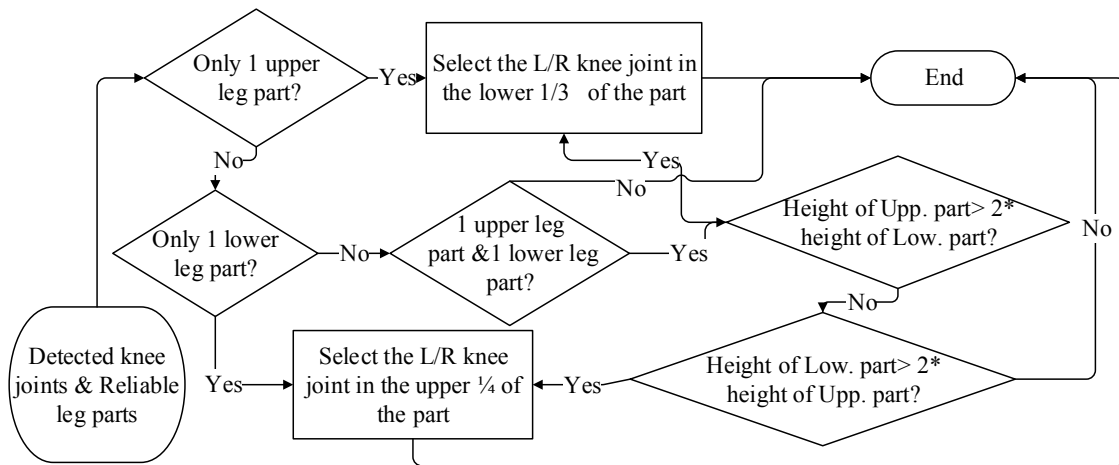 Only 1 upper
leg part?
Yes
Select the L/R knee joint in
the lower 1/3 of the part
End
No
Yes
No
Only 1 lower
leg part?
No
1 upper leg
part &1 lower leg
part?
Yes
Height of Upp. part> 2*
height of Low. part?
No
No
Detected knee
joints & Reliable
leg parts
Yes
Select the L/R knee
joint in the upper ¼ of
the part
Yes
Height of Low. part> 2*
height of Upp. part?